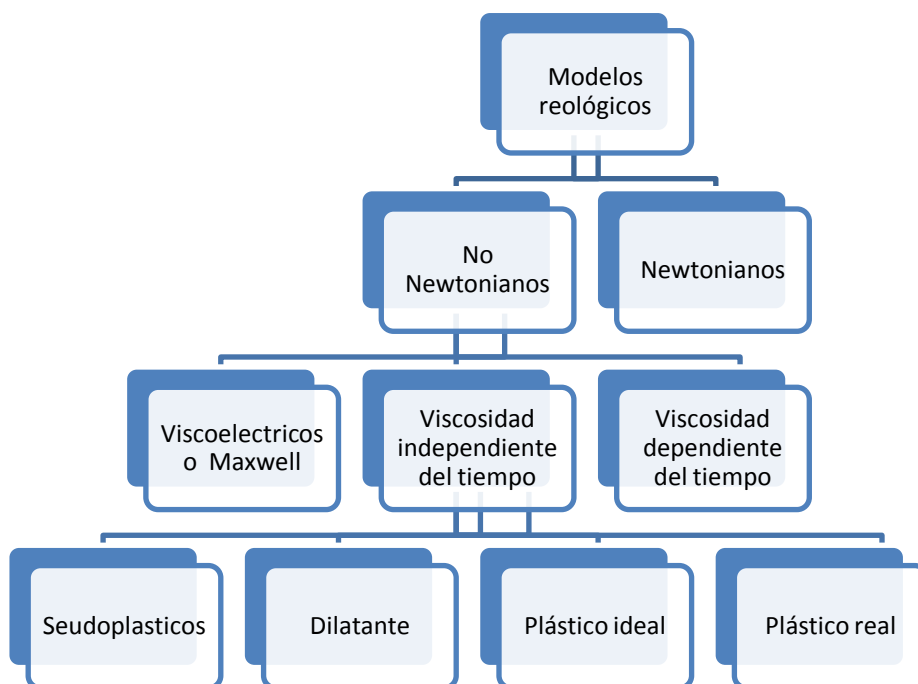 Modelos
reológicos
No
Newtonianos
Newtonianos
Viscoelectricos
o Maxwell
Viscosidad
independiente
del tiempo
Viscosidad
dependiente
del tiempo
Seudoplasticos
Dilatante
Plástico ideal
Plástico real